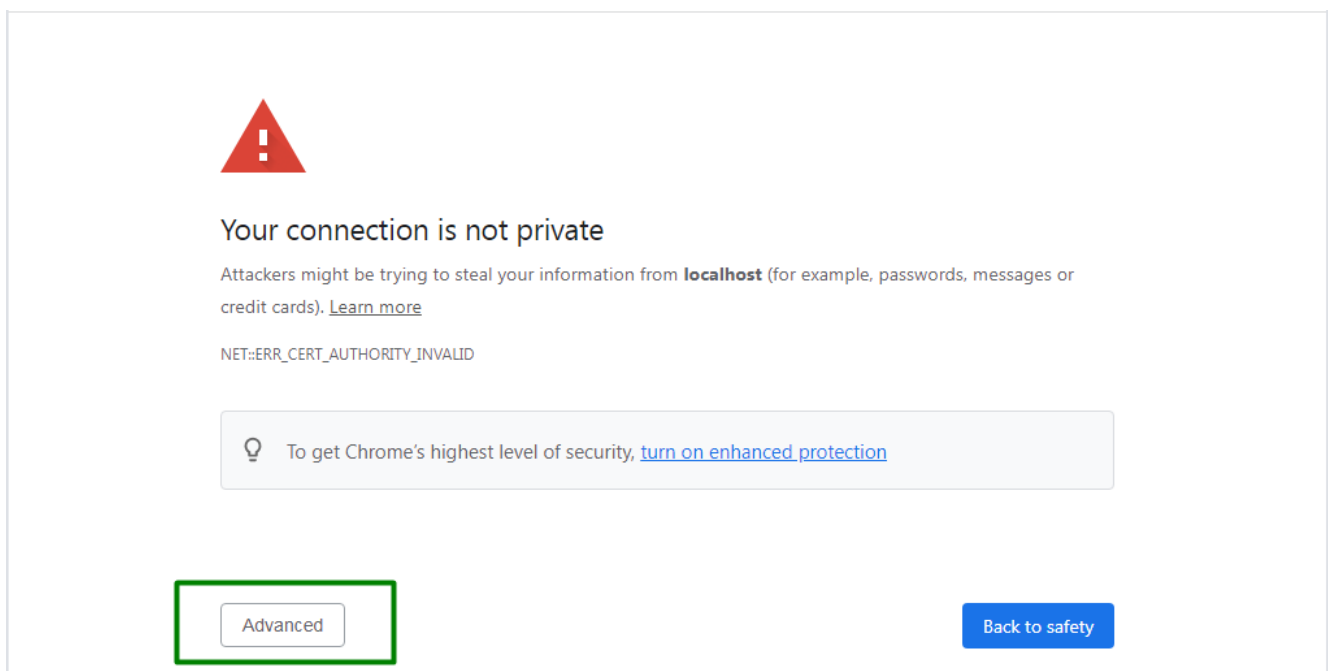 Your connection is not private
Attackers might be trying to steal your information from localhost (for example, passwords, messages or
credit cards). Learn more
NET::ERR_CERT_AUTHORITY_INVALID
To get Chrome's highest level of security, turn on enhanced protection
Advanced
Back to safety